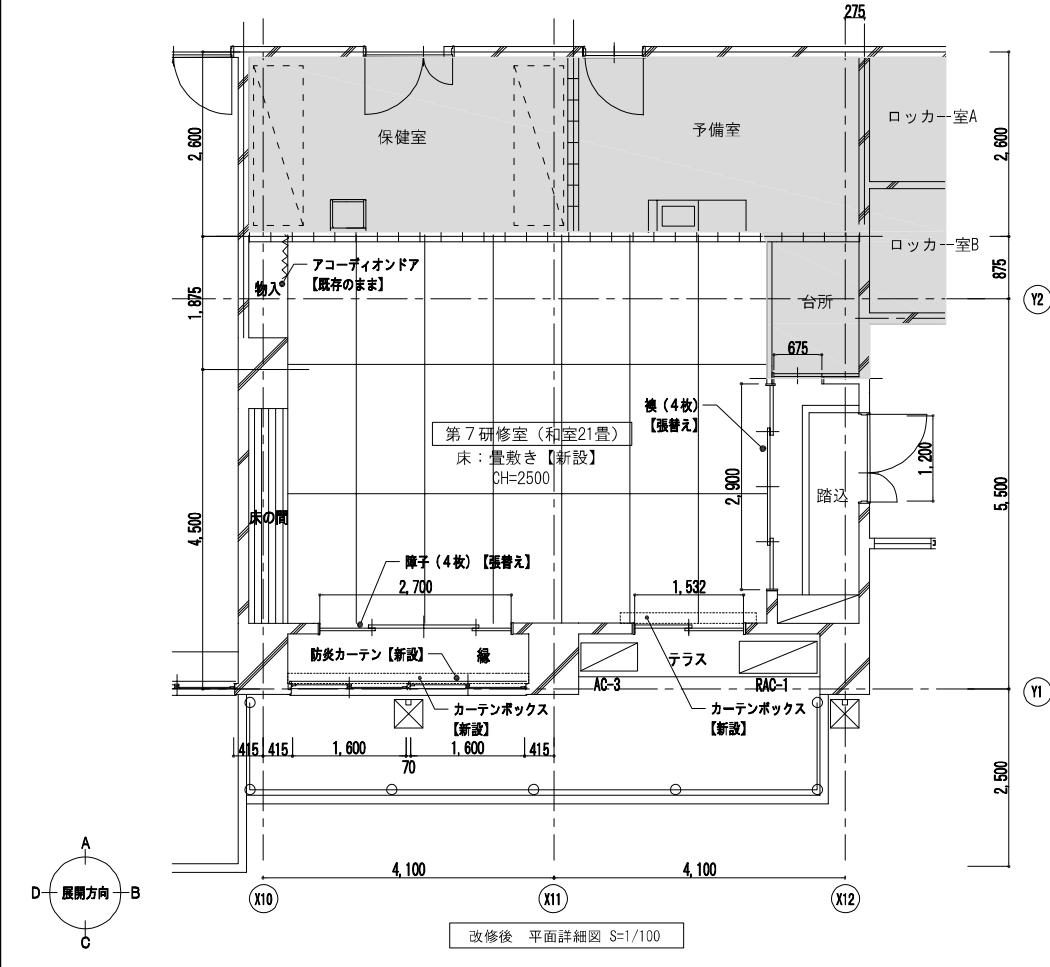 275
保健室
予備室
ロッカー室A
2,600
2,600
ロッカー室B
アコーディオンドア
【既存のまま】
物入
875
1,875
台所
Y2
675
襖（4枚）
【張替え】
第７研修室（和室21畳）
床：畳敷き【新設】
CH=2500
1,200
2,900
踏込
5,500
4,500
床の間
障子（4枚）【張替え】
2,700
1,532
防炎カーテン【新設】
縁
テラス
AC-3
RAC-1
Y1
カーテンボックス
【新設】
カーテンボックス
【新設】
415
415
1,600
70
1,600
415
2,500
4,100
4,100
A
D
展開方向
B
C
X10
X11
X12
改修後　平面詳細図 S=1/100